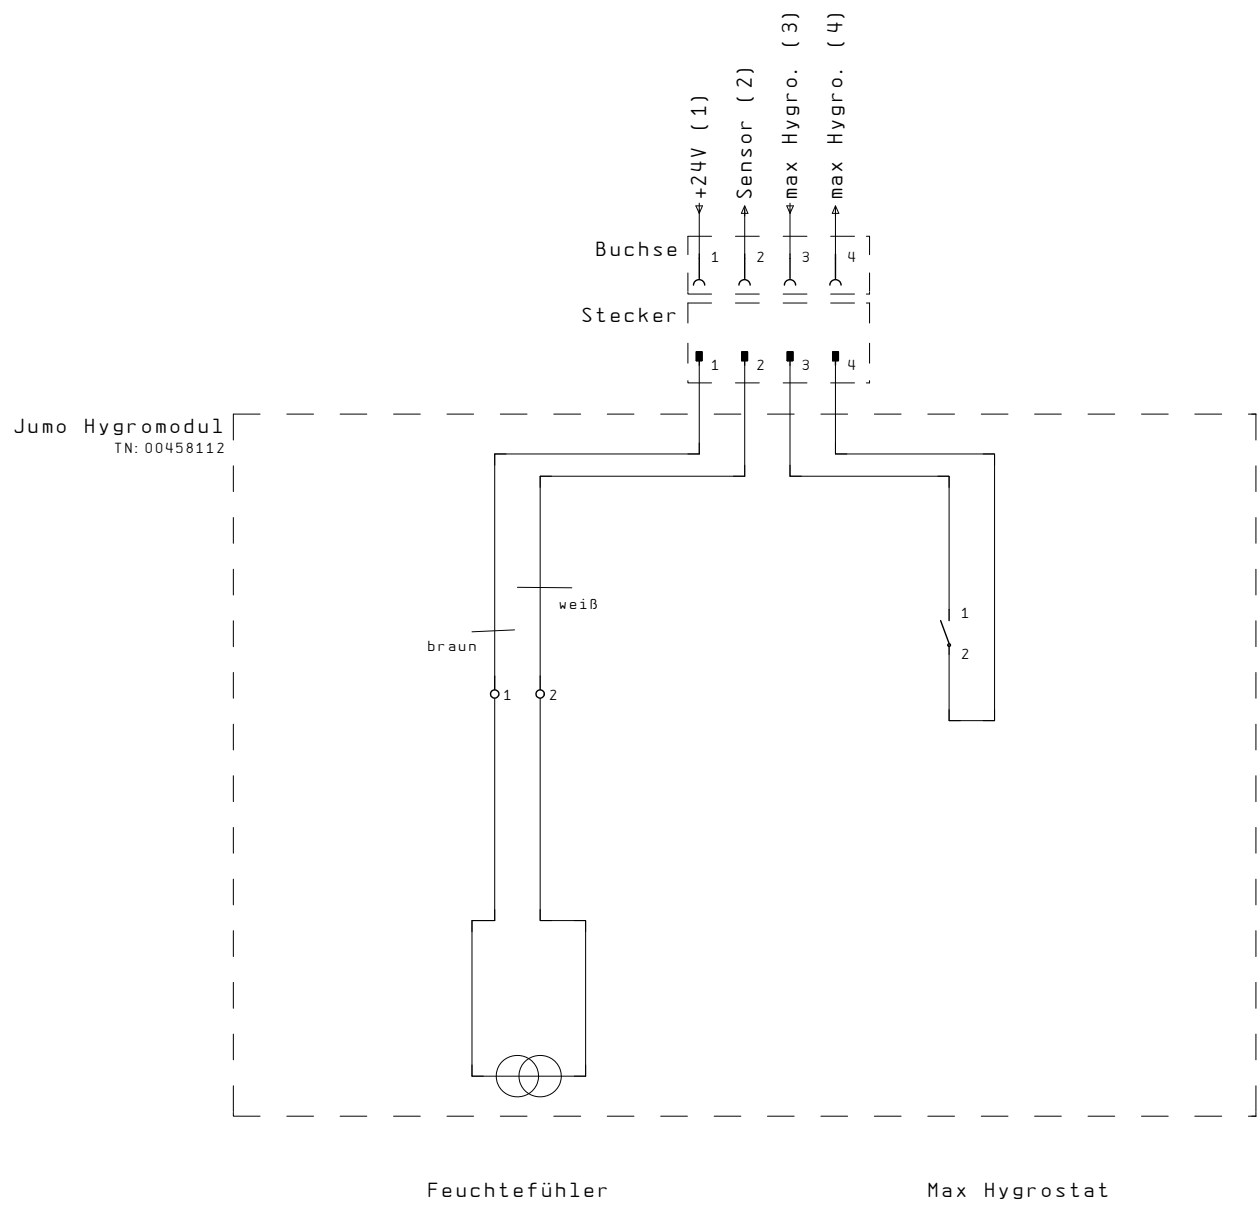 +24V (1)
Sensor (2)
max Hygro. (3)
max Hygro. (4)
Buchse
1 2 3 4
Stecker
1 2 3 4
Jumo Hygromodul
TN: 00458112
weiß
1
braun
2
1 2
Feuchtefühler
Max Hygrostat